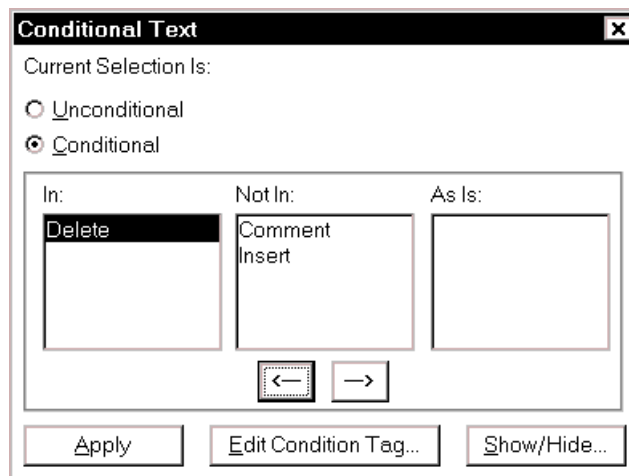 Conditional Text
Current Selection Is:
Unconditional
Conditional
In: Not In: As Is:
Delete Comment
Insert
<— —>
Apply Edit Condition Tag... Show/Hide...